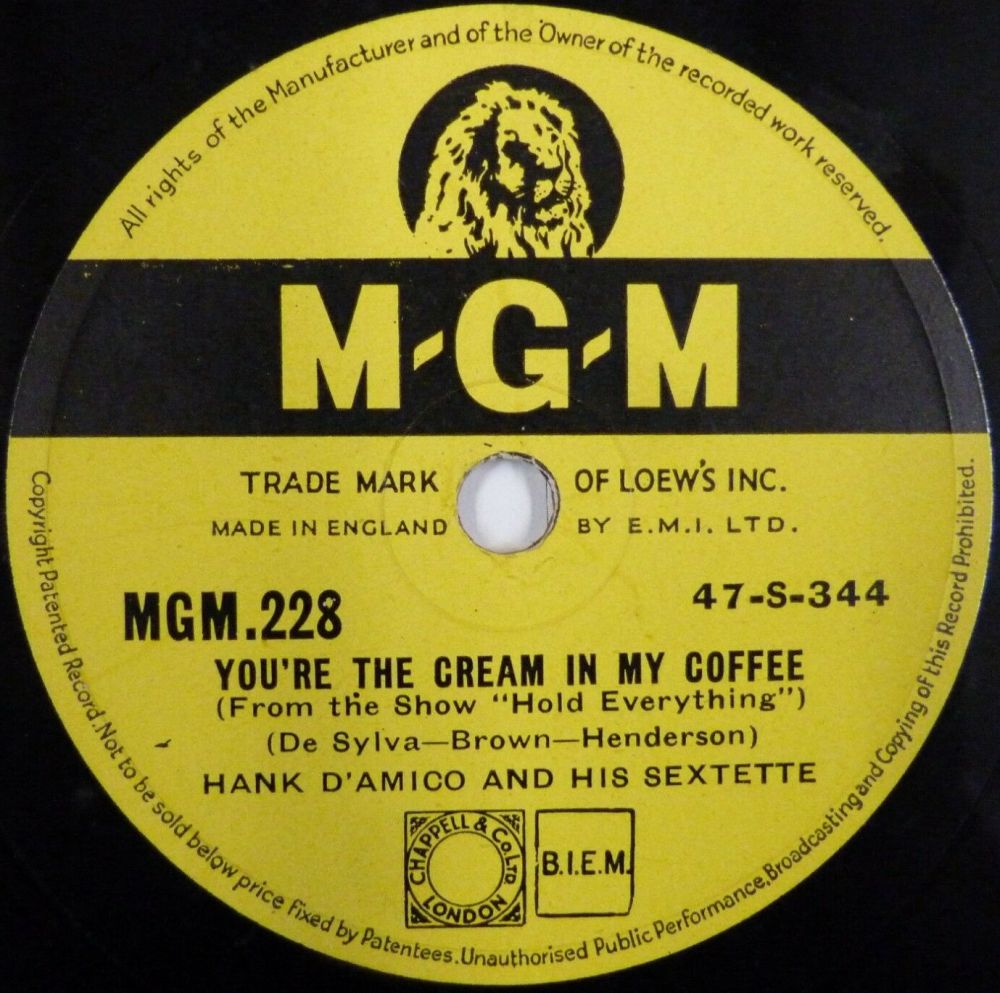 All rights of the Manufacturer and of the Owner of the recorded work reserved.
M-G-M
TRADE MARK OF LOEW'S INC.
MADE IN ENGLAND BY E.M.I. LTD.
MGM.228
47-S-344
YOU'RE THE CREAM IN MY COFFEE
(From the Show "Hold Everything")
(De Sylva—Brown—Henderson)
HANK D'AMICO AND HIS SEXTETTE
CHAPPELL & Co. LTD
LONDON
B.I.E.M.
Copyright Patented Record. Not to be sold below price fixed by Patentees. Unauthorised Public Performance, Broadcasting and Copying of this Record Prohibited.